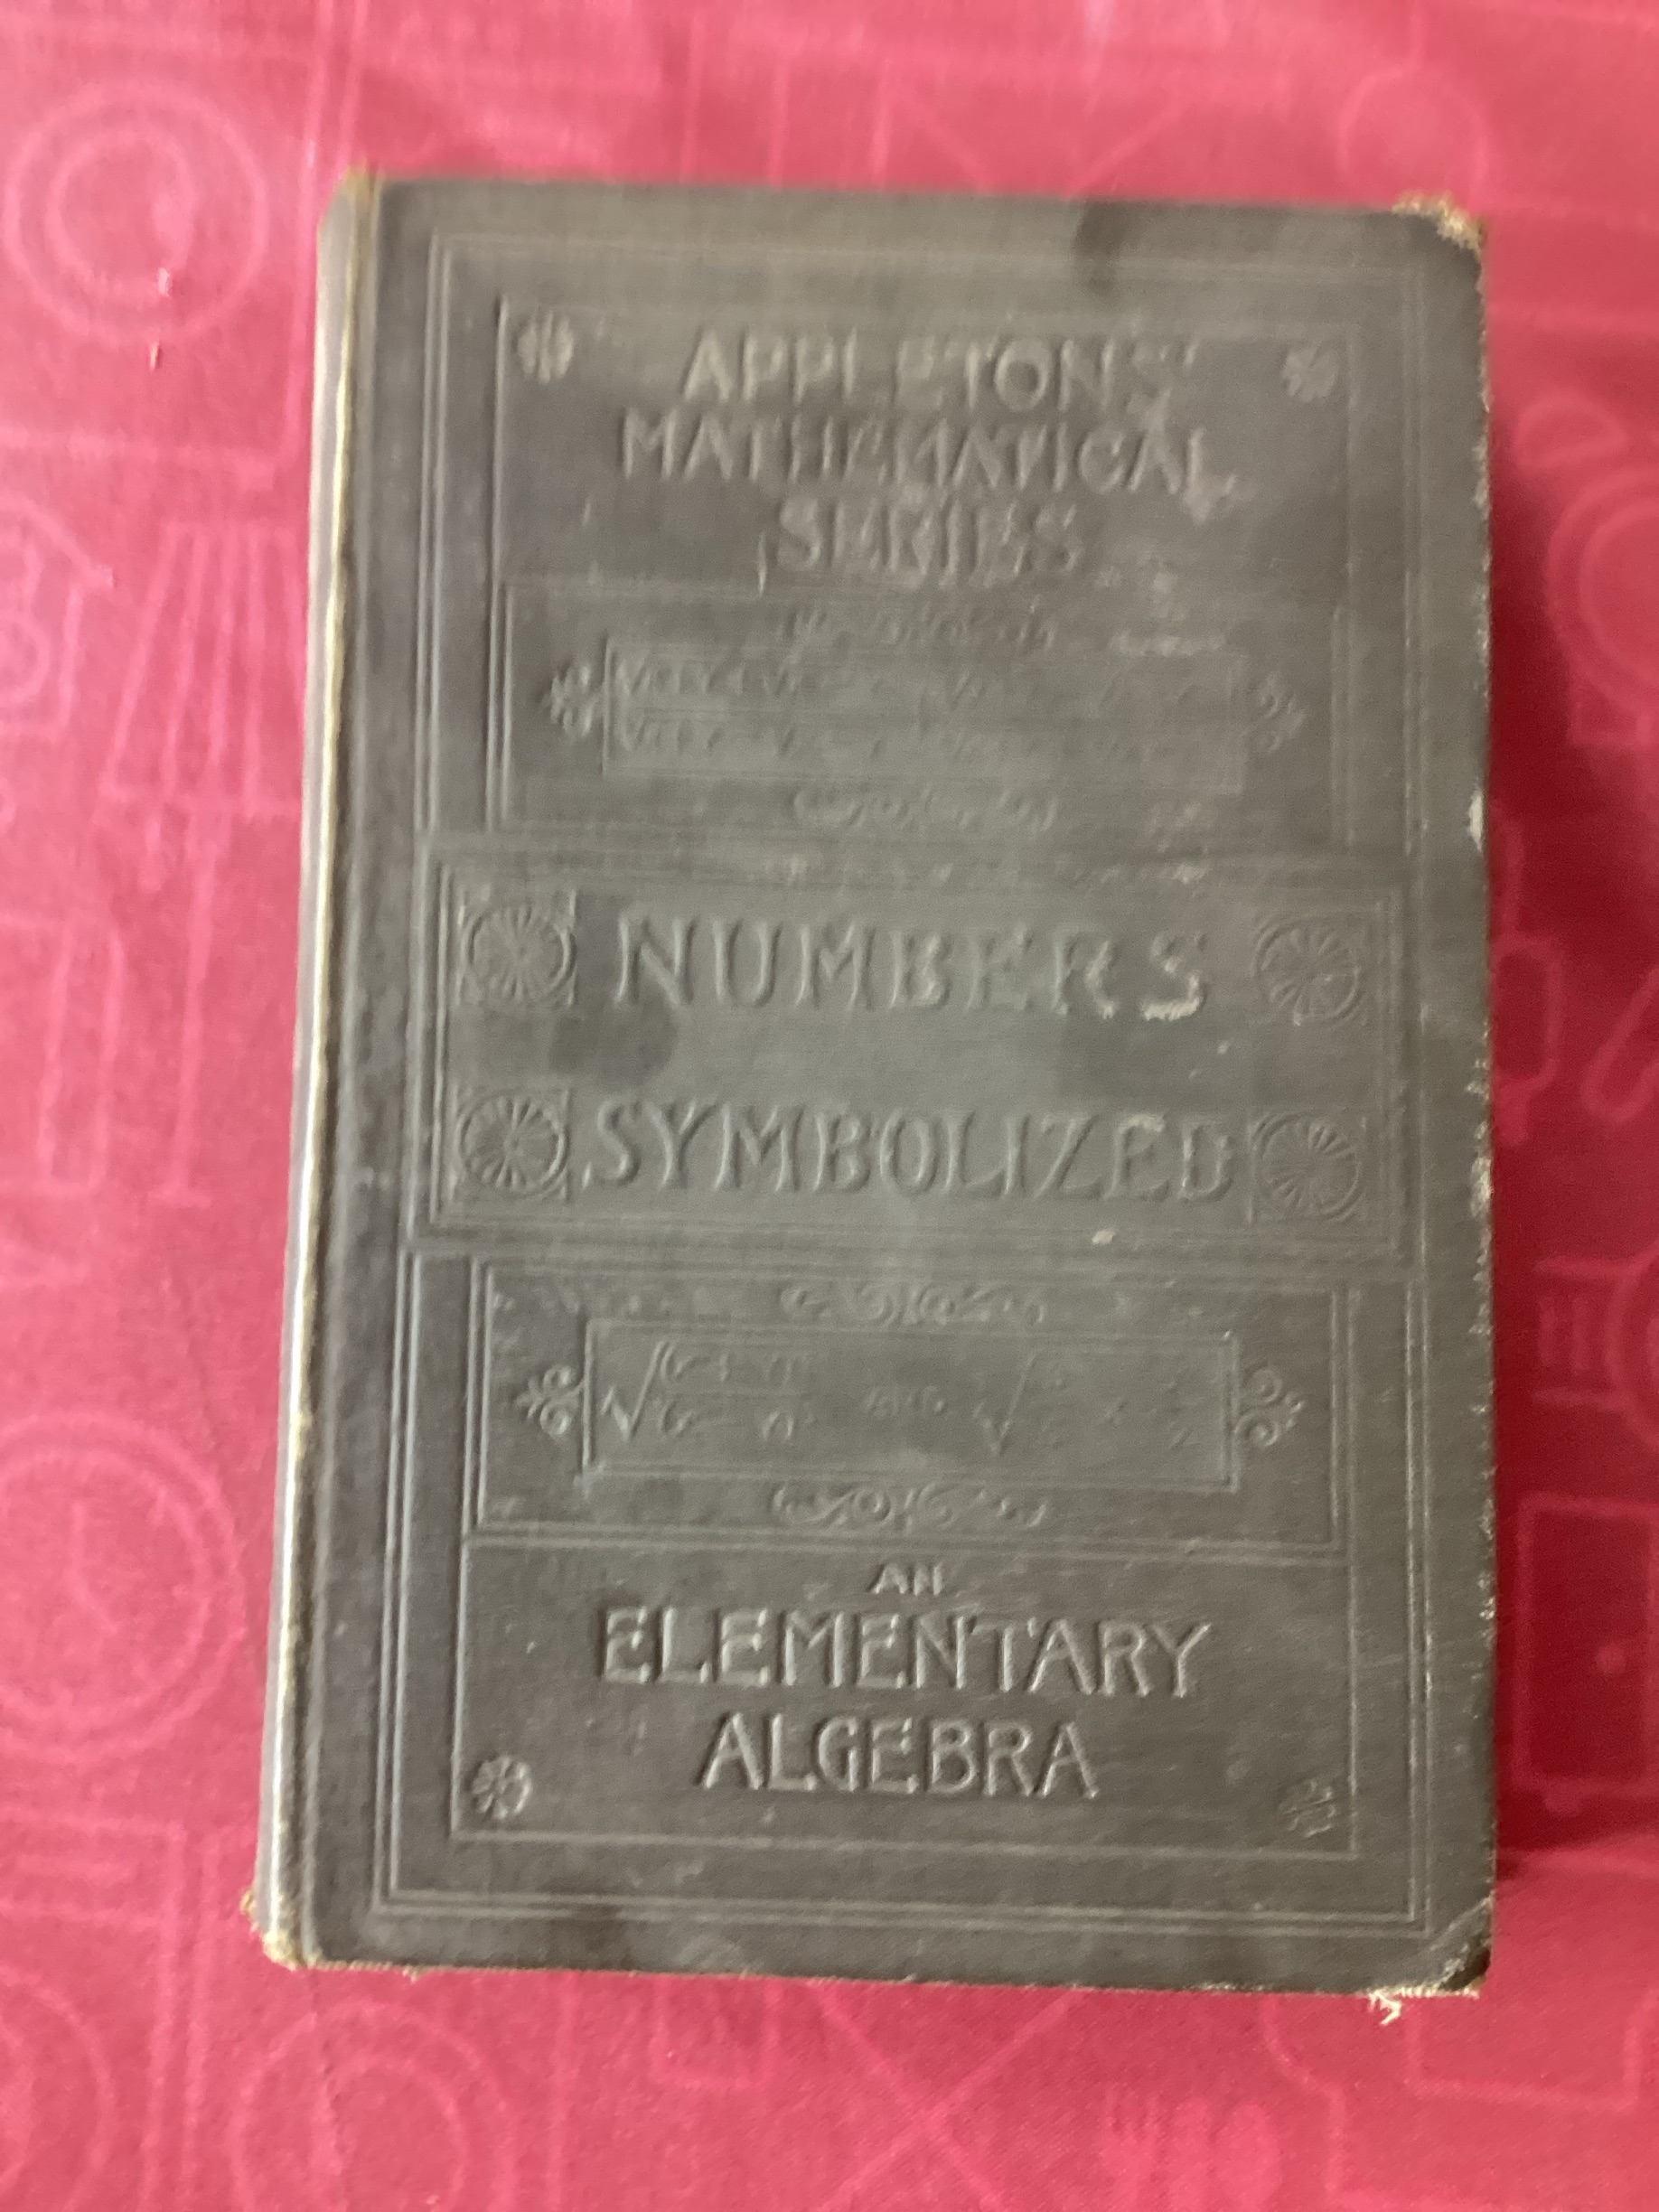 APPLETONS'
MATHEMATICAL
SERIES
NUMBERS
SYMBOLIZED
AN
ELEMENTARY
ALGEBRA